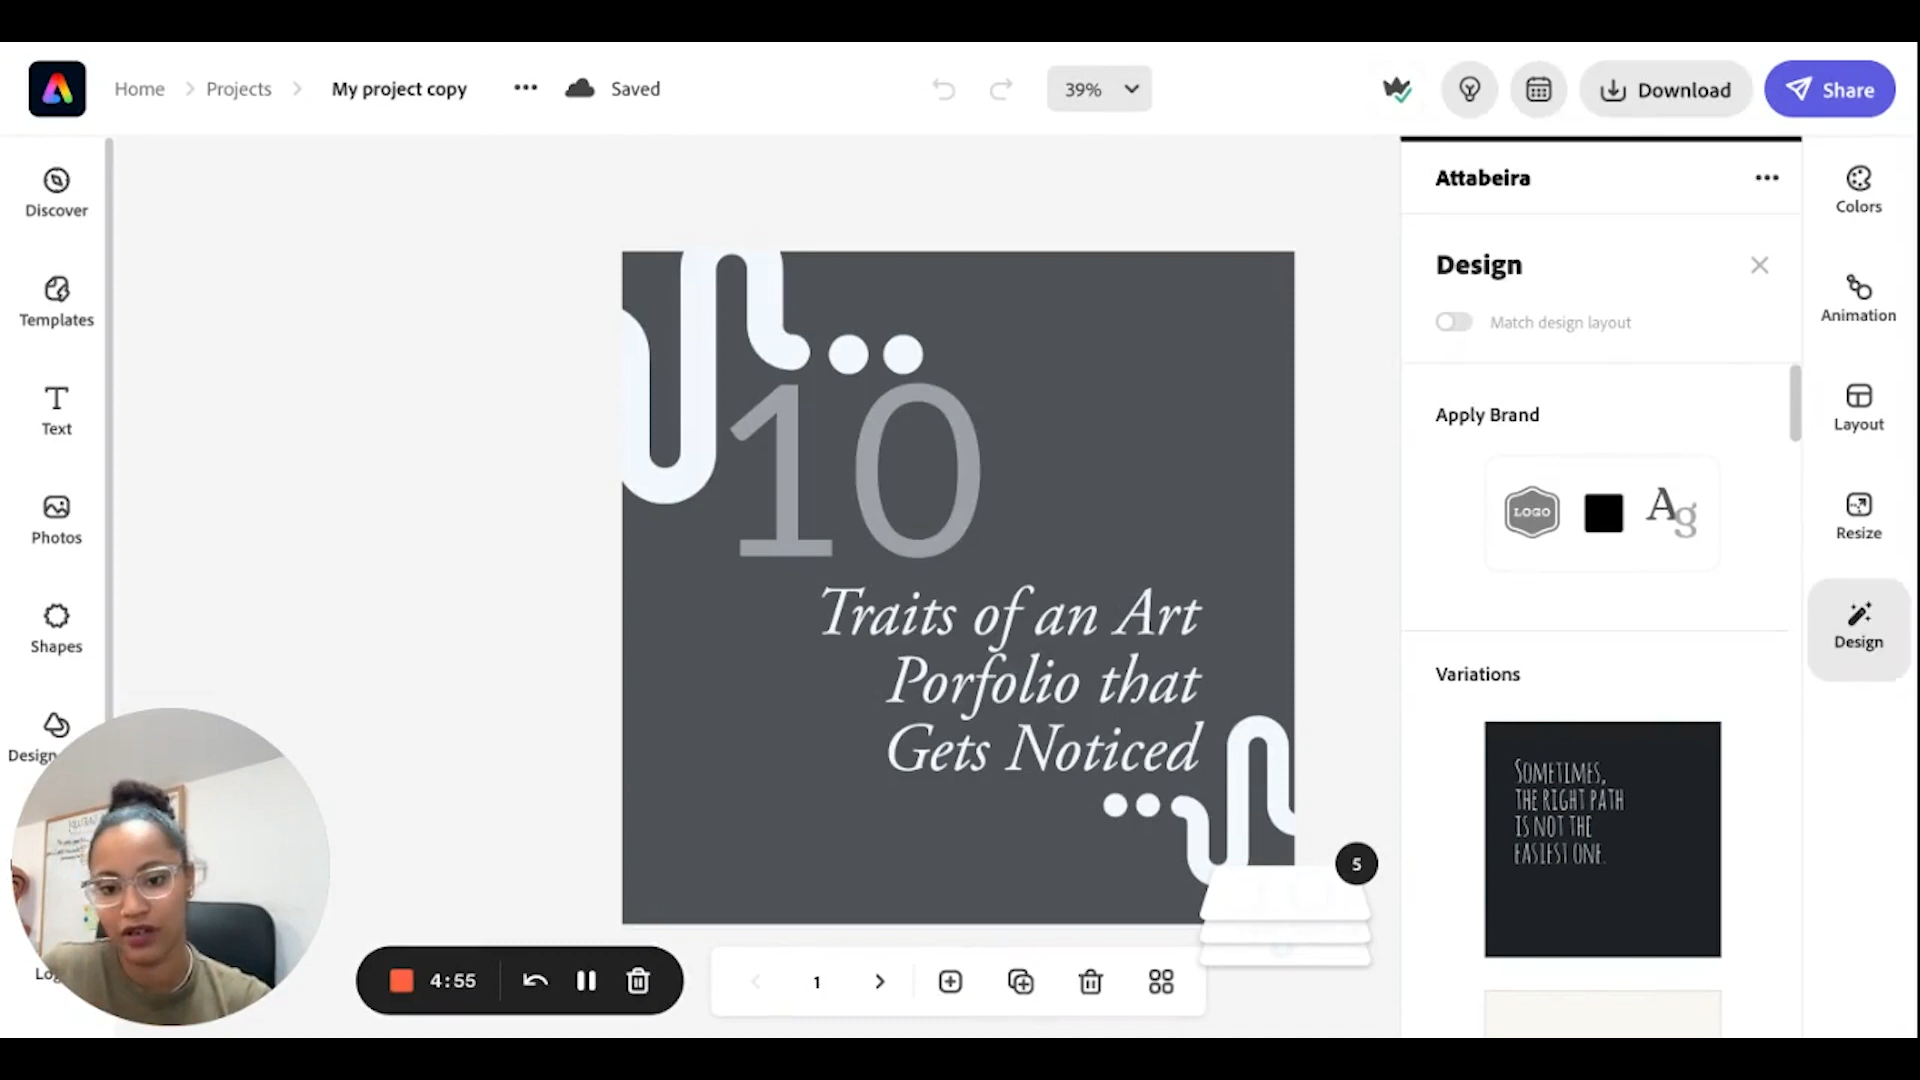 Home
Projects
My project copy
Saved
39%
Download
Share
Discover
Templates
Text
Photos
Shapes
Design
Attabeira
Design
Match design layout
Apply Brand
LOGO
Ag
Variations
SOMETIMES,
THE RIGHT PATH
IS NOT THE
EASIEST ONE.
Colors
Animation
Layout
Resize
Design
10
Traits of an Art
Porfolio that
Gets Noticed
5
4:55
1